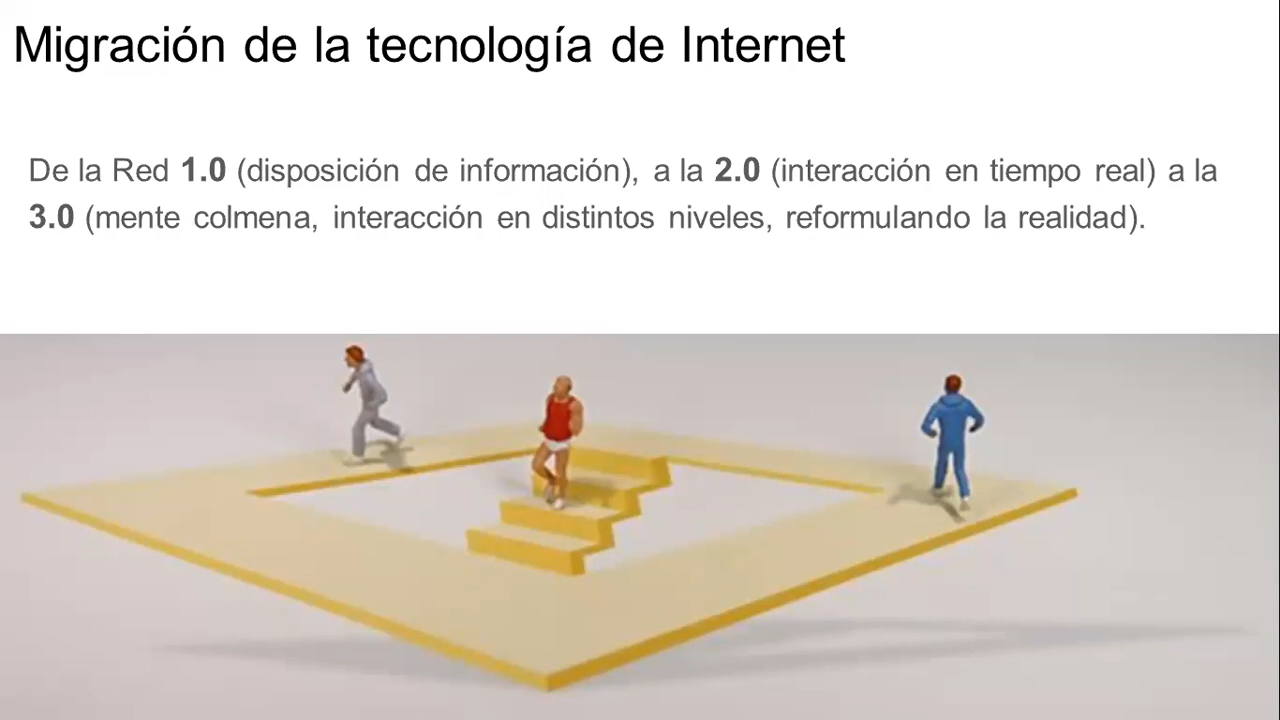 Migración de la tecnología de Internet
De la Red 1.0 (disposición de información), a la 2.0 (interacción en tiempo real) a la
3.0 (mente colmena, interacción en distintos niveles, reformulando la realidad).